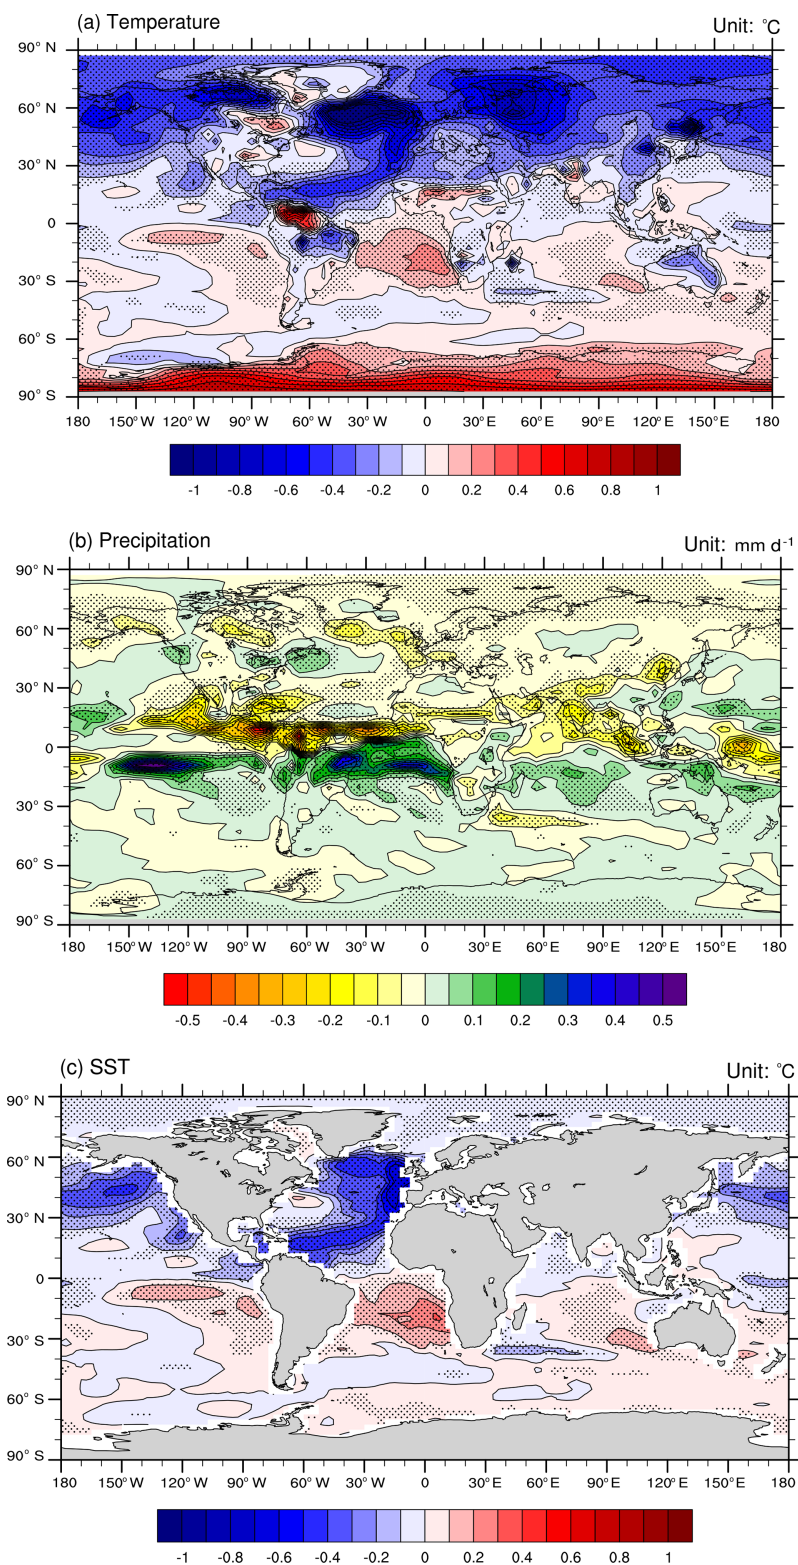 (a) Temperature
Unit: °C
90° N
60° N
30° N
0
30° S
60° S
90° S
180 150° W 120° W 90° W 60° W 30° W 0 30° E 60° E 90° E 120° E 150° E 180
-1 -0.8 -0.6 -0.4 -0.2 0 0.2 0.4 0.6 0.8 1
(b) Precipitation
Unit: mm d-1
90° N
60° N
30° N
0
30° S
60° S
90° S
180 150° W 120° W 90° W 60° W 30° W 0 30° E 60° E 90° E 120° E 150° E 180
-0.5 -0.4 -0.3 -0.2 -0.1 0 0.1 0.2 0.3 0.4 0.5
(c) SST
Unit: °C
90° N
60° N
30° N
0
30° S
60° S
90° S
180 150° W 120° W 90° W 60° W 30° W 0 30° E 60° E 90° E 120° E 150° E 180
-1 -0.8 -0.6 -0.4 -0.2 0 0.2 0.4 0.6 0.8 1